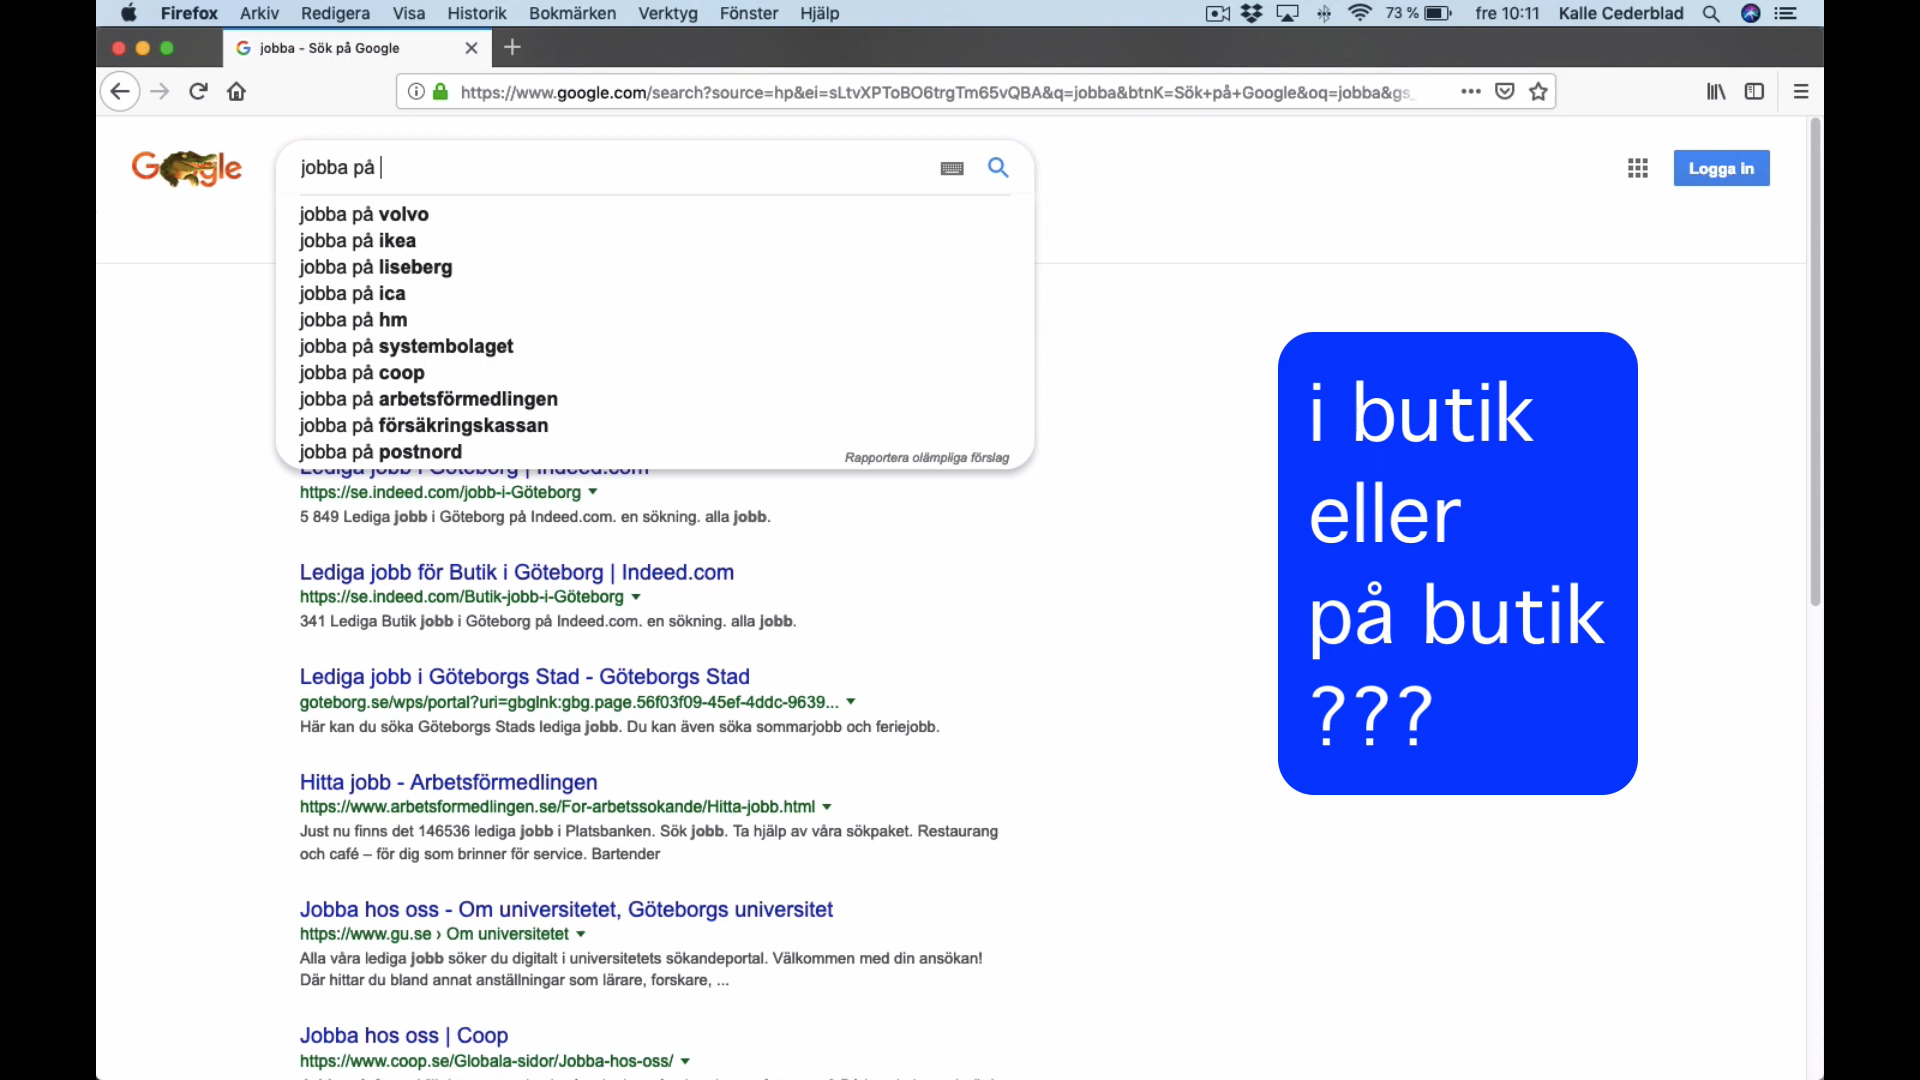 Firefox Arkiv Redigera Visa Historik Bokmärken Verktyg Fönster Hjälp 73 % fre 10:11 Kalle Cederblad
jobba - Sök på Google
https://www.google.com/search?source=hp&ei=sLtvXPToBO6trgTm65vQBA&q=jobba&btnK=Sök+på+Google&oq=jobba&gs_
Google
jobba på
Logga in
jobba på volvo
jobba på ikea
jobba på liseberg
jobba på ica
jobba på hm
jobba på systembolaget
jobba på coop
jobba på arbetsförmedlingen
jobba på försäkringskassan
jobba på postnord
Rapportera olämpliga förslag
Lediga jobb i Göteborg | Indeed.com
https://se.indeed.com/jobb-i-Göteborg
5 849 Lediga jobb i Göteborg på Indeed.com. en sökning. alla jobb.
Lediga jobb för Butik i Göteborg | Indeed.com
https://se.indeed.com/Butik-jobb-i-Göteborg
341 Lediga Butik jobb i Göteborg på Indeed.com. en sökning. alla jobb.
Lediga jobb i Göteborgs Stad - Göteborgs Stad
goteborg.se/wps/portal?uri=gbglnk:gbg.page.56f03f09-45ef-4ddc-9639...
Här kan du söka Göteborgs Stads lediga jobb. Du kan även söka sommarjobb och feriejobb.
Hitta jobb - Arbetsförmedlingen
https://www.arbetsformedlingen.se/For-arbetssokande/Hitta-jobb.html
Just nu finns det 146536 lediga jobb i Platsbanken. Sök jobb. Ta hjälp av våra sökpaket. Restaurang
och café – för dig som brinner för service. Bartender
Jobba hos oss - Om universitetet, Göteborgs universitet
https://www.gu.se › Om universitetet
Alla våra lediga jobb söker du digitalt i universitetets sökandeportal. Välkommen med din ansökan!
Där hittar du bland annat anställningar som lärare, forskare, ...
Jobba hos oss | Coop
https://www.coop.se/Globala-sidor/Jobba-hos-oss/
i butik
eller
på butik
???